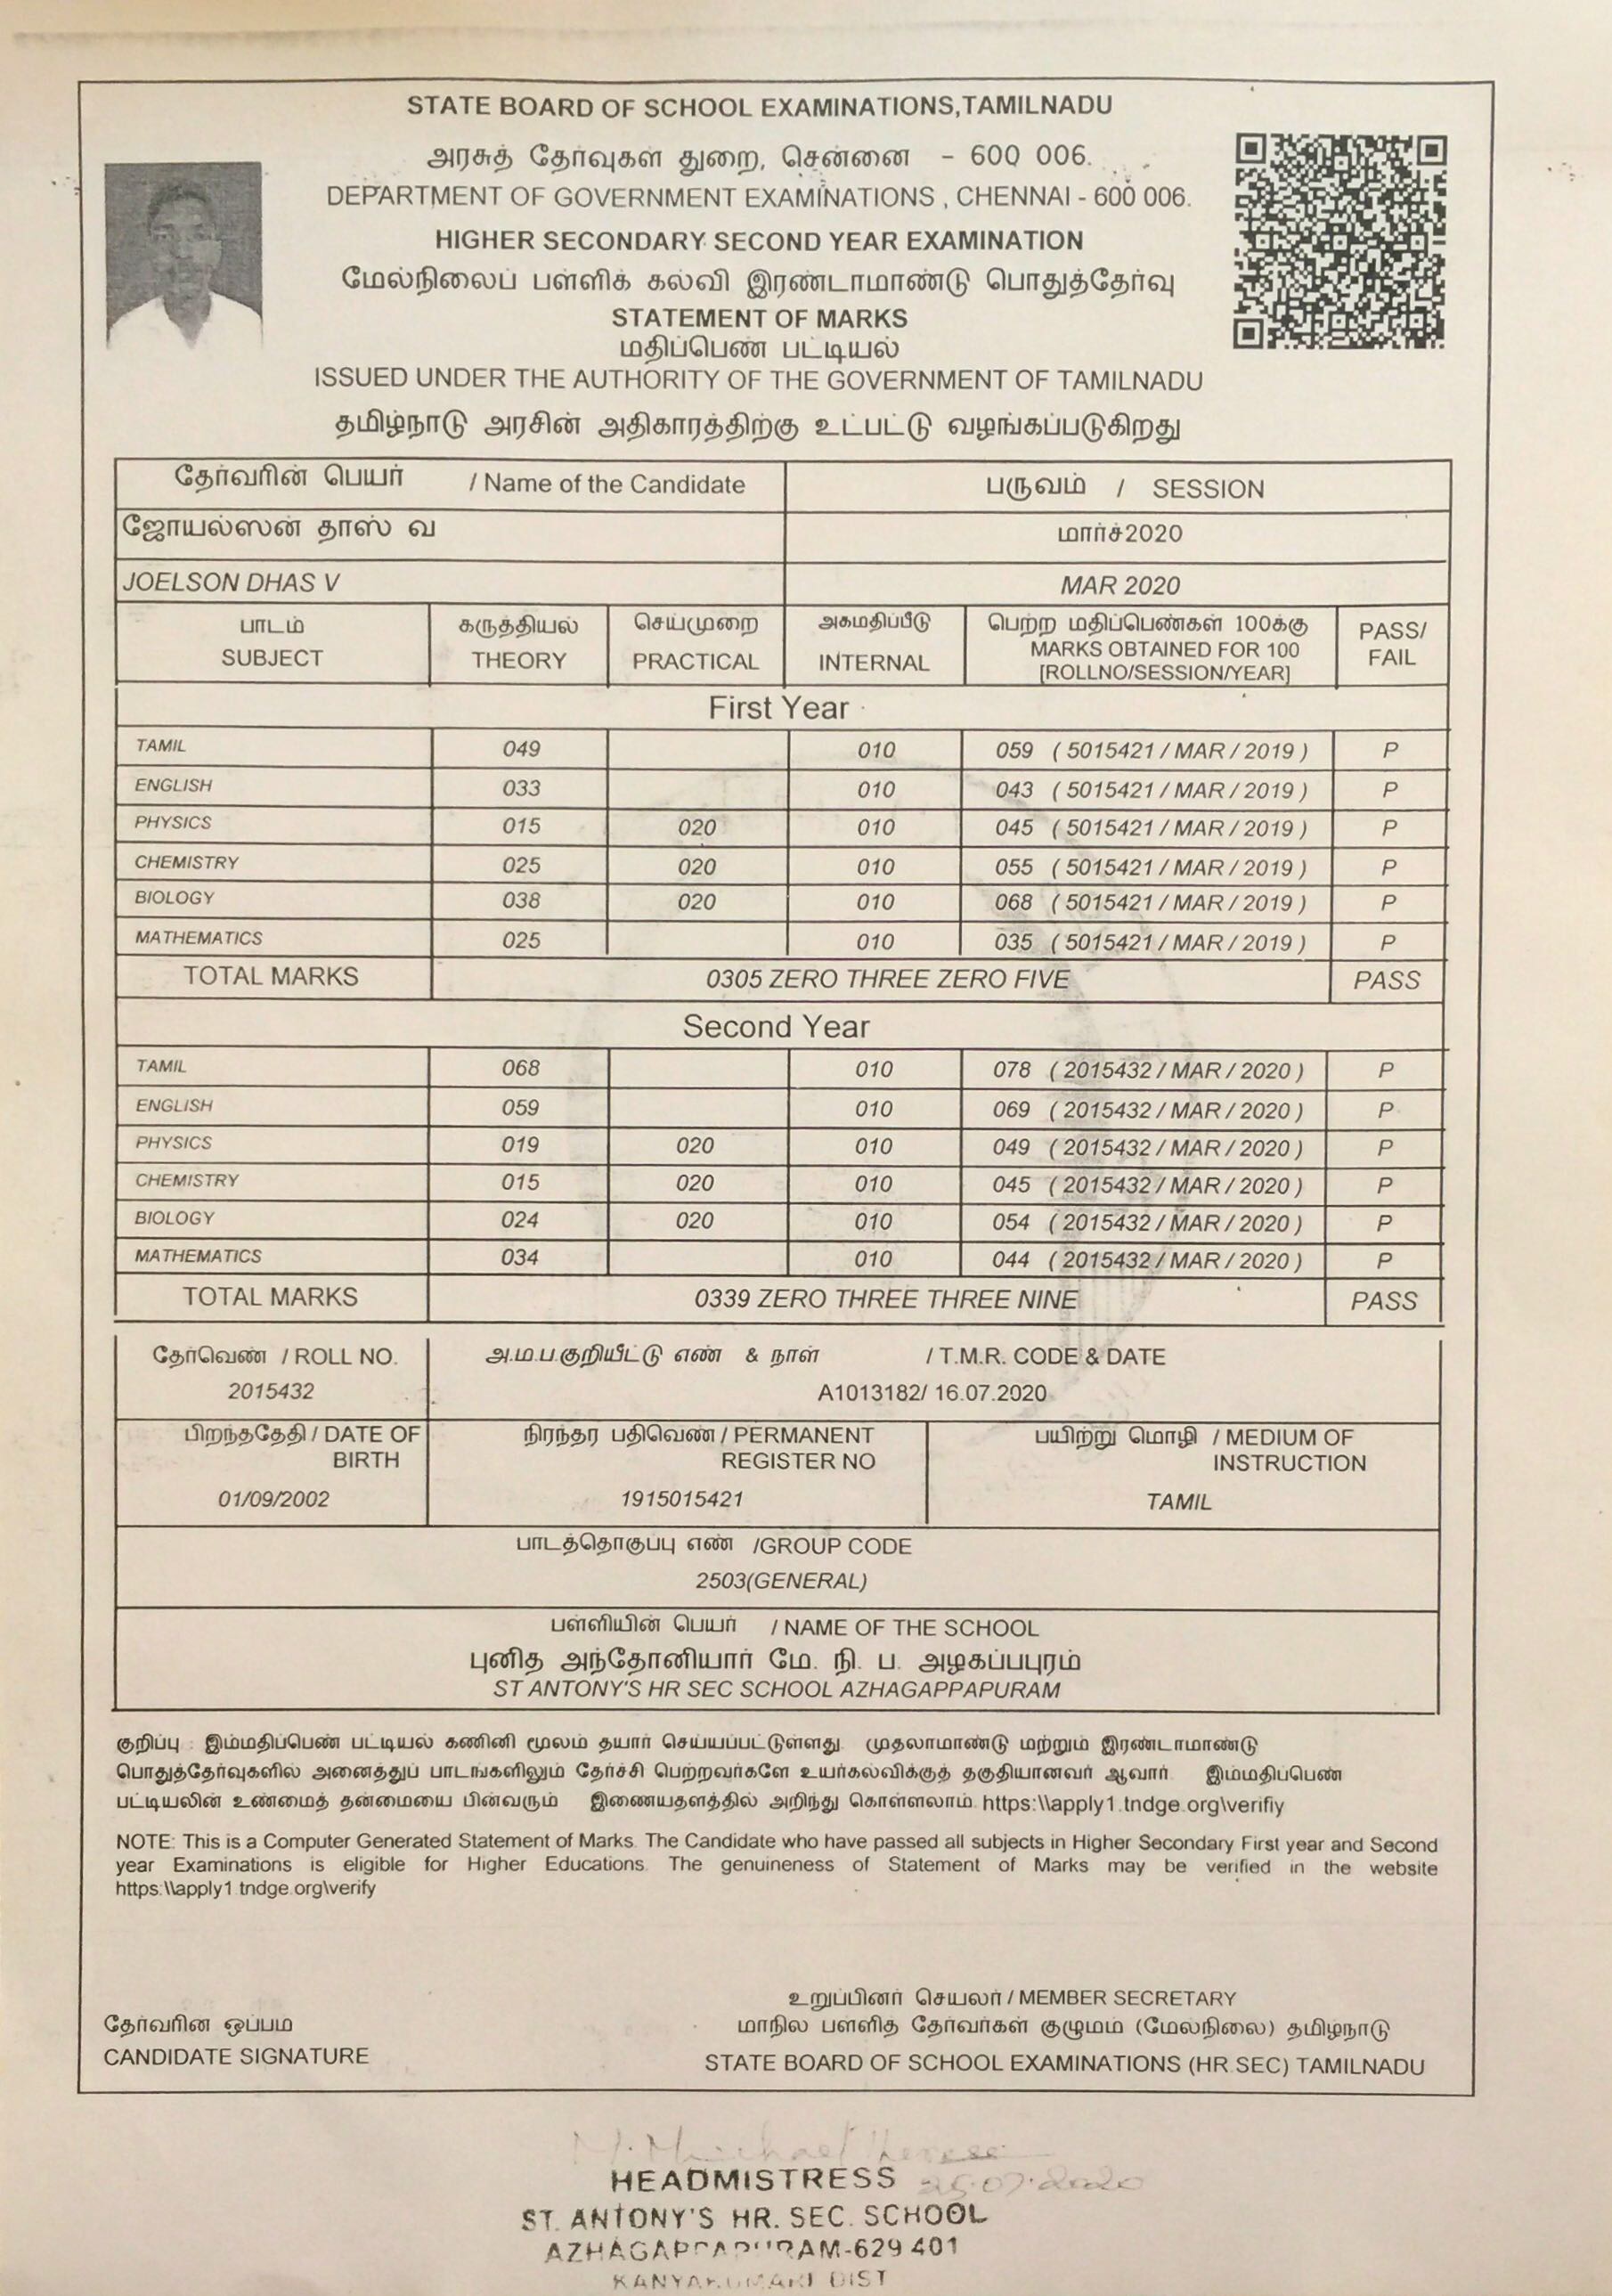 STATE BOARD OF SCHOOL EXAMINATIONS,TAMILNADU
அரசுத் தேர்வுகள் துறை, சென்னை - 600 006.
DEPARTMENT OF GOVERNMENT EXAMINATIONS , CHENNAI - 600 006.
HIGHER SECONDARY SECOND YEAR EXAMINATION
மேல்நிலைப் பள்ளிக் கல்வி இரண்டாமாண்டு பொதுத்தேர்வு
STATEMENT OF MARKS
மதிப்பெண் பட்டியல்
ISSUED UNDER THE AUTHORITY OF THE GOVERNMENT OF TAMILNADU
தமிழ்நாடு அரசின் அதிகாரத்திற்கு உட்பட்டு வழங்கப்படுகிறது
தேர்வரின் பெயர் / Name of the Candidate பருவம் / SESSION
ஜோயல்ஸன் தாஸ் வ மார்ச்2020
JOELSON DHAS V MAR 2020
பாடம் கருத்தியல் செய்முறை அகமதிப்பீடு பெற்ற மதிப்பெண்கள் 100க்கு PASS/
SUBJECT THEORY PRACTICAL INTERNAL MARKS OBTAINED FOR 100 FAIL
[ROLLNO/SESSION/YEAR]
First Year
TAMIL 049 010 059 ( 5015421 / MAR / 2019 ) P
ENGLISH 033 010 043 ( 5015421 / MAR / 2019 ) P
PHYSICS 015 020 010 045 ( 5015421 / MAR / 2019 ) P
CHEMISTRY 025 020 010 055 ( 5015421 / MAR / 2019 ) P
BIOLOGY 038 020 010 068 ( 5015421 / MAR / 2019 ) P
MATHEMATICS 025 010 035 ( 5015421 / MAR / 2019 ) P
TOTAL MARKS 0305 ZERO THREE ZERO FIVE PASS
Second Year
TAMIL 068 010 078 ( 2015432 / MAR / 2020 ) P
ENGLISH 059 010 069 ( 2015432 / MAR / 2020 ) P
PHYSICS 019 020 010 049 ( 2015432 / MAR / 2020 ) P
CHEMISTRY 015 020 010 045 ( 2015432 / MAR / 2020 ) P
BIOLOGY 024 020 010 054 ( 2015432 / MAR / 2020 ) P
MATHEMATICS 034 010 044 ( 2015432 / MAR / 2020 ) P
TOTAL MARKS 0339 ZERO THREE THREE NINE PASS
தேர்வெண் / ROLL NO. அ.ம.ப.குறியீட்டு எண் & நாள் / T.M.R. CODE & DATE
2015432 A1013182/ 16.07.2020
பிறந்ததேதி / DATE OF நிரந்தர பதிவெண் / PERMANENT பயிற்று மொழி / MEDIUM OF
BIRTH REGISTER NO INSTRUCTION
01/09/2002 1915015421 TAMIL
பாடத்தொகுப்பு எண் /GROUP CODE
2503(GENERAL)
பள்ளியின் பெயர் / NAME OF THE SCHOOL
புனித அந்தோனியார் மே. நி. ப. அழகப்பபுரம்
ST ANTONY'S HR SEC SCHOOL AZHAGAPPAPURAM
குறிப்பு : இம்மதிப்பெண் பட்டியல் கணினி மூலம் தயார் செய்யப்பட்டுள்ளது. முதலாமாண்டு மற்றும் இரண்டாமாண்டு
பொதுத்தேர்வுகளில் அனைத்துப் பாடங்களிலும் தேர்ச்சி பெற்றவர்களே உயர்கல்விக்குத் தகுதியானவர் ஆவார். இம்மதிப்பெண்
பட்டியலின் உண்மைத் தன்மையை பின்வரும் இணையதளத்தில் அறிந்து கொள்ளலாம். https:\\apply1.tndge.org\verifiy
NOTE: This is a Computer Generated Statement of Marks. The Candidate who have passed all subjects in Higher Secondary First year and Second
year Examinations is eligible for Higher Educations. The genuineness of Statement of Marks may be verified in the website
https:\\apply1.tndge.org\verify
உறுப்பினர் செயலர் / MEMBER SECRETARY
தேர்வரின் ஒப்பம் மாநில பள்ளித் தேர்வர்கள் குழுமம் (மேல்நிலை) தமிழ்நாடு
CANDIDATE SIGNATURE STATE BOARD OF SCHOOL EXAMINATIONS (HR SEC) TAMILNADU
HEADMISTRESS 25.07.2020
ST. ANTONY'S HR. SEC. SCHOOL
AZHAGAPPAPURAM-629 401
KANYAKUMARI DIST